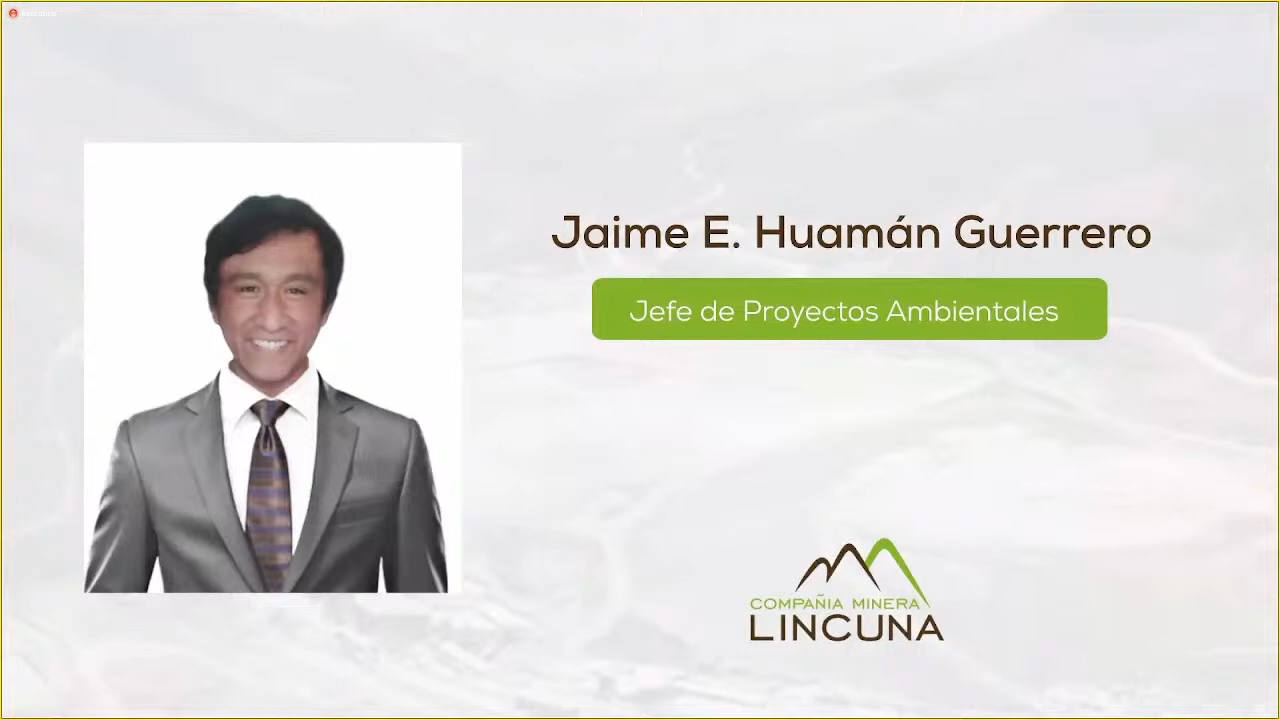 Jaime E. Huamán Guerrero
Jefe de Proyectos Ambientales
COMPAÑIA MINERA
LINCUNA